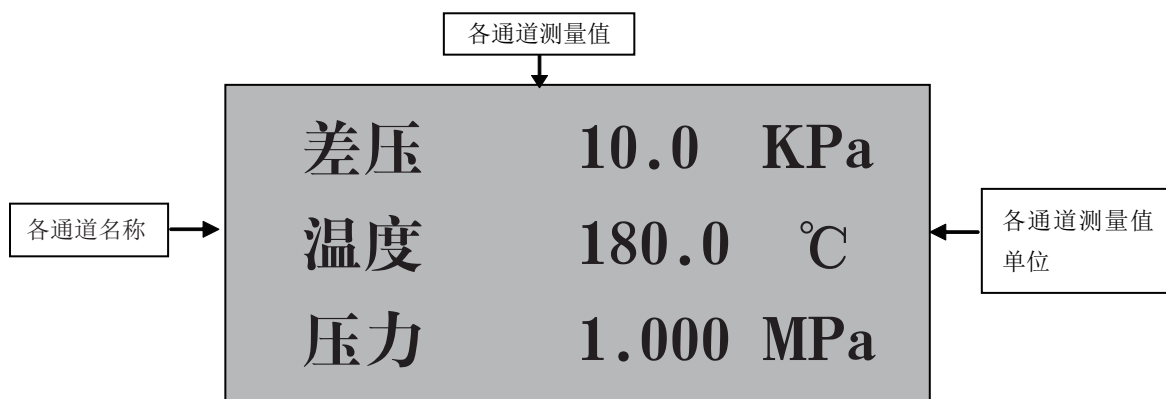 各通道测量值
差压 10.0 KPa
各通道名称
温度 180.0 ℃
各通道测量值
单位
压力 1.000 MPa